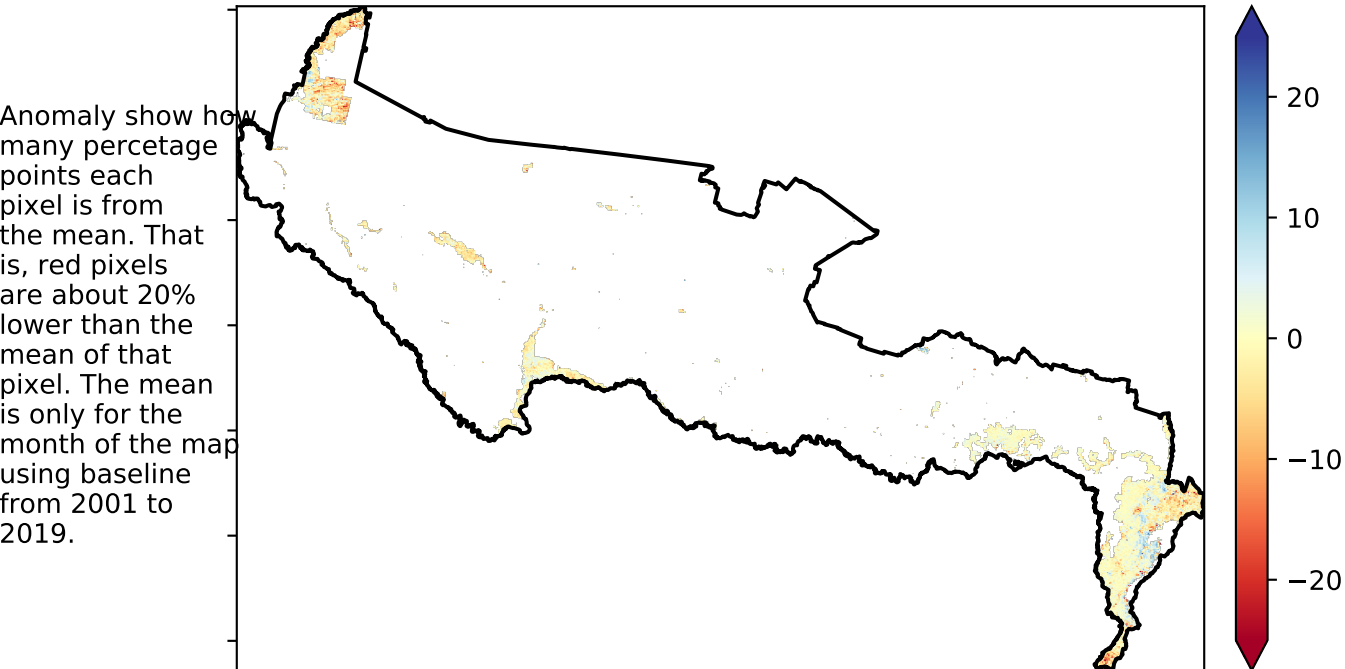 Anomaly show how
many percetage
points each
pixel is from
the mean. That
is, red pixels
are about 20%
lower than the
mean of that
pixel. The mean
is only for the
month of the map
using baseline
from 2001 to
2019.
20
10
0
−10
−20